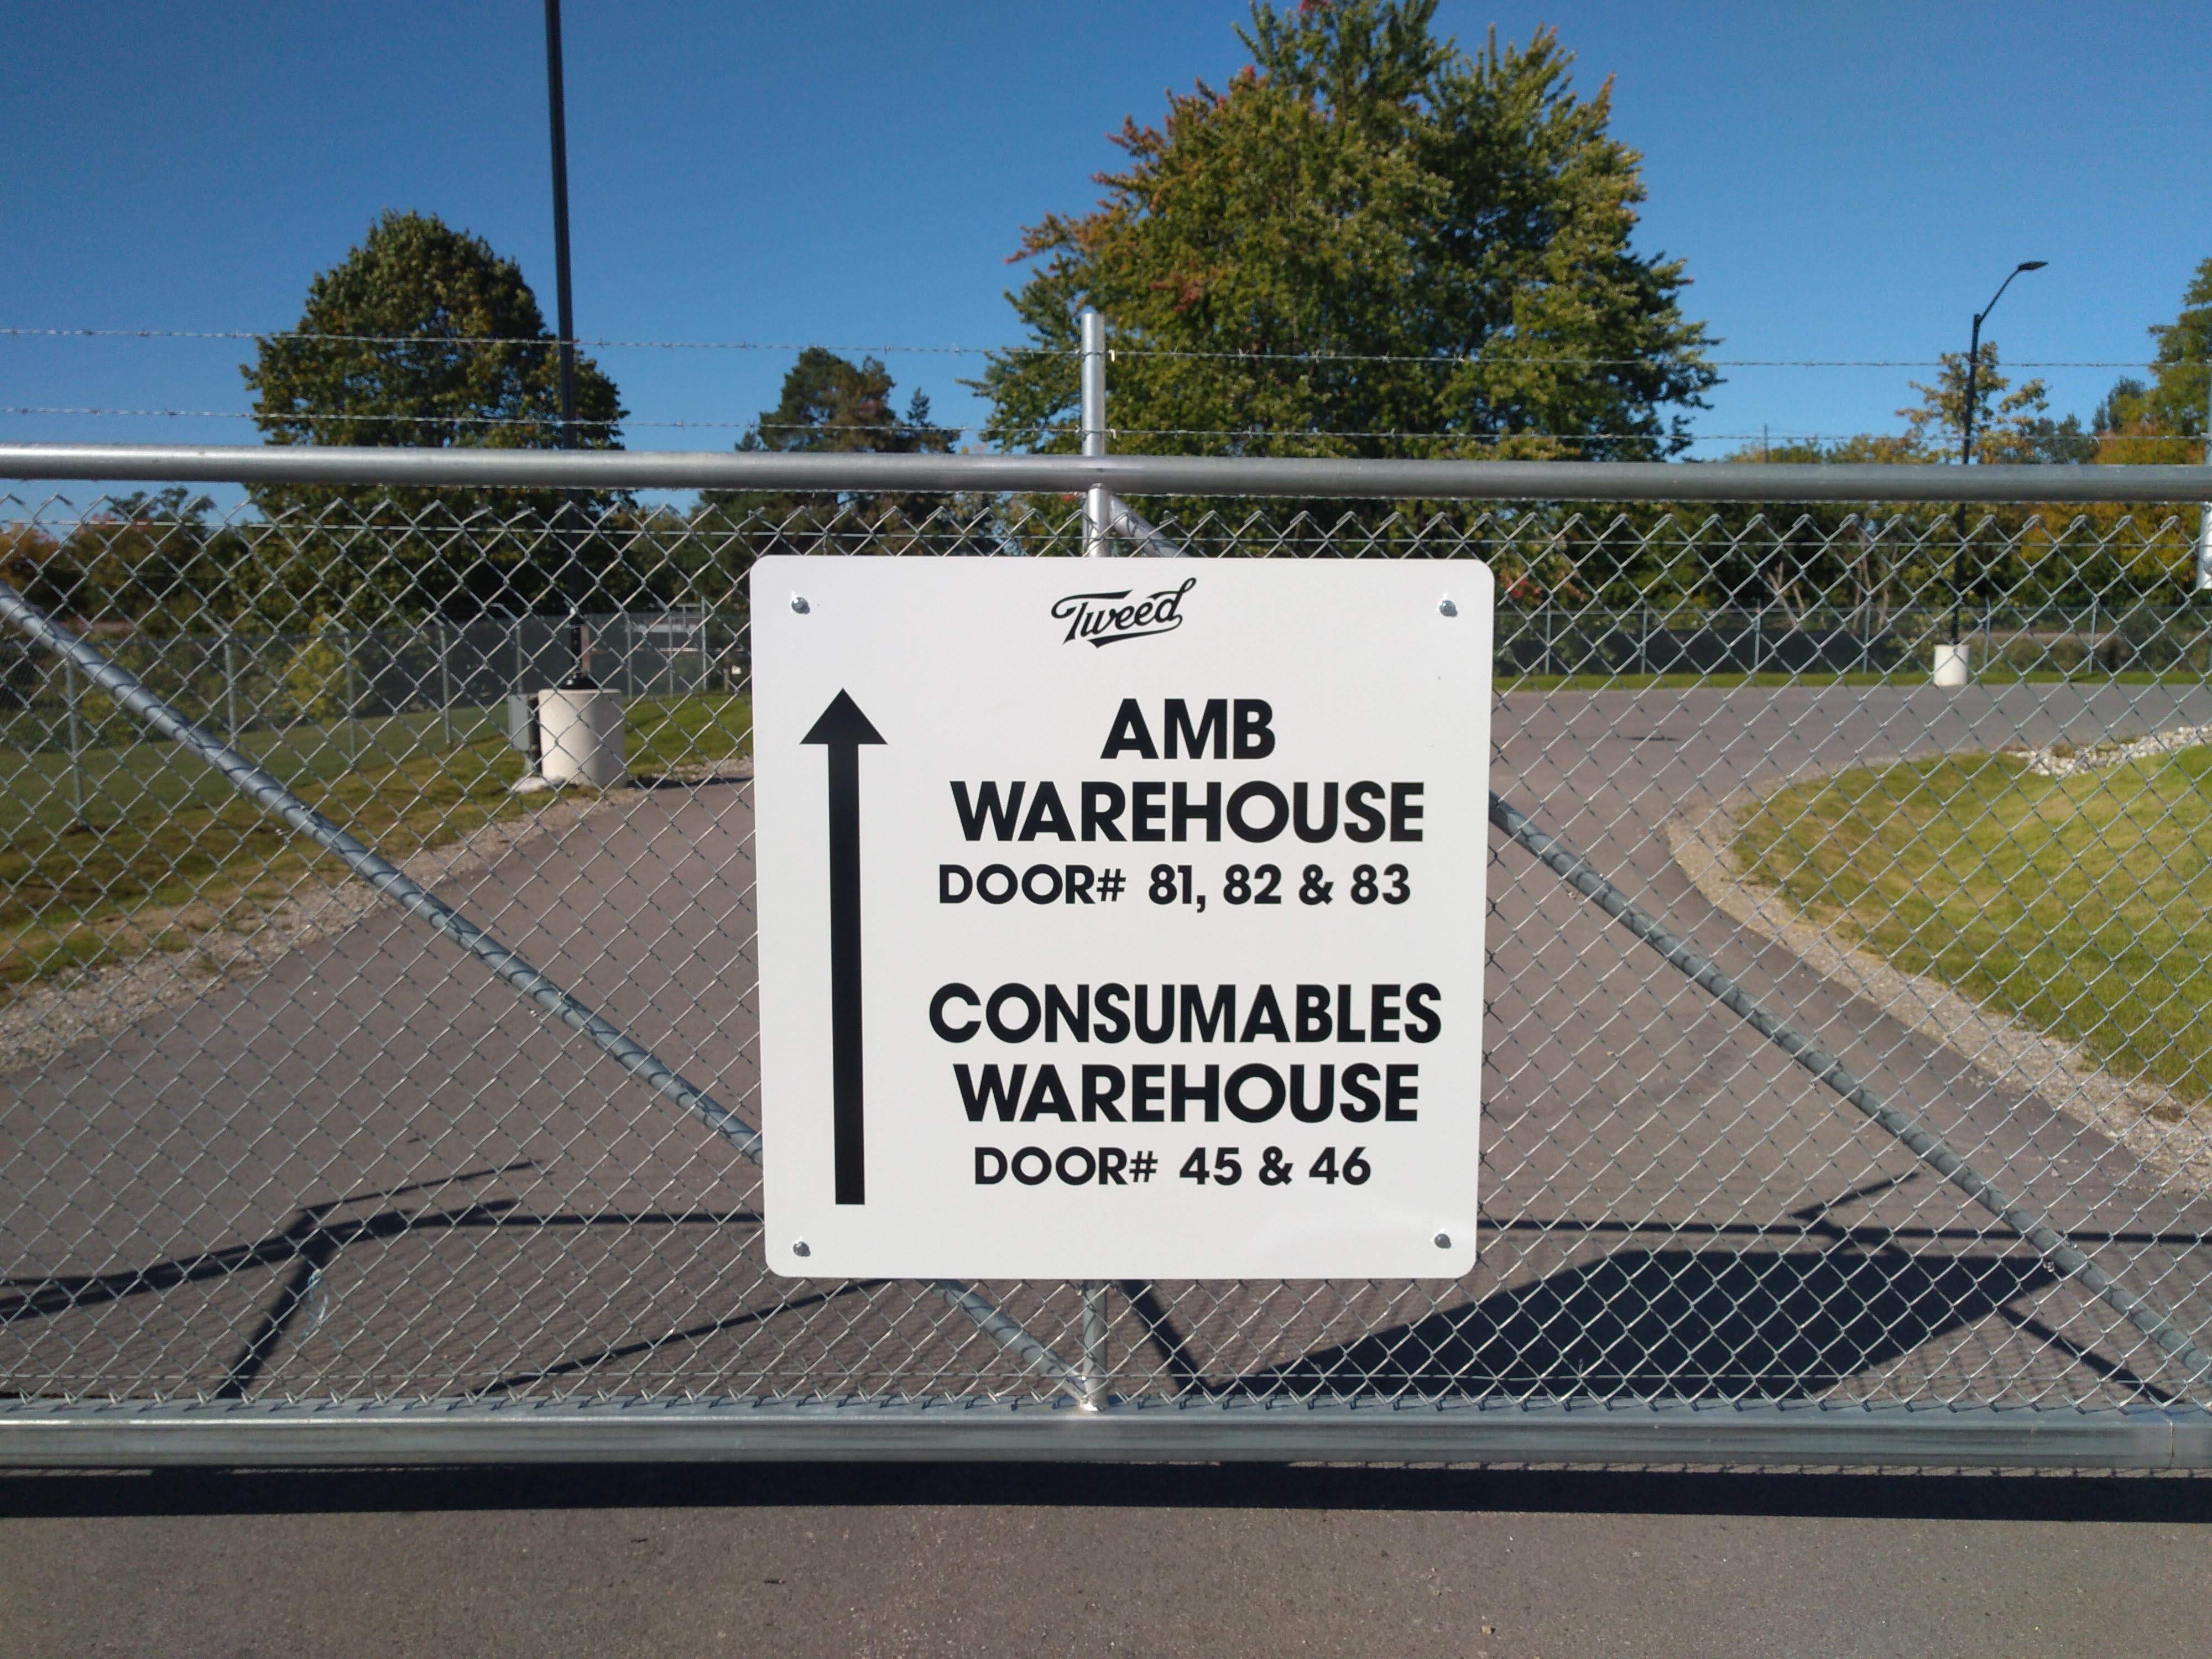 Tweed
AMB
WAREHOUSE
DOOR# 81, 82 & 83
CONSUMABLES
WAREHOUSE
DOOR# 45 & 46